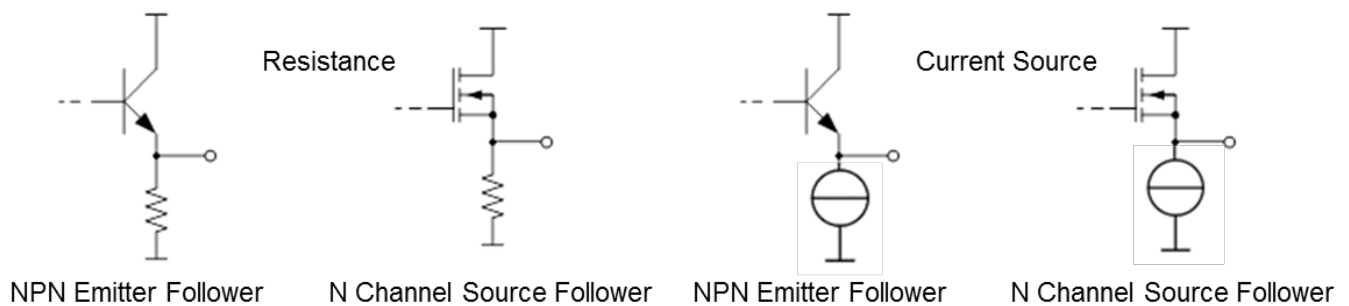 Resistance
Current Source
NPN Emitter Follower
N Channel Source Follower
NPN Emitter Follower
N Channel Source Follower